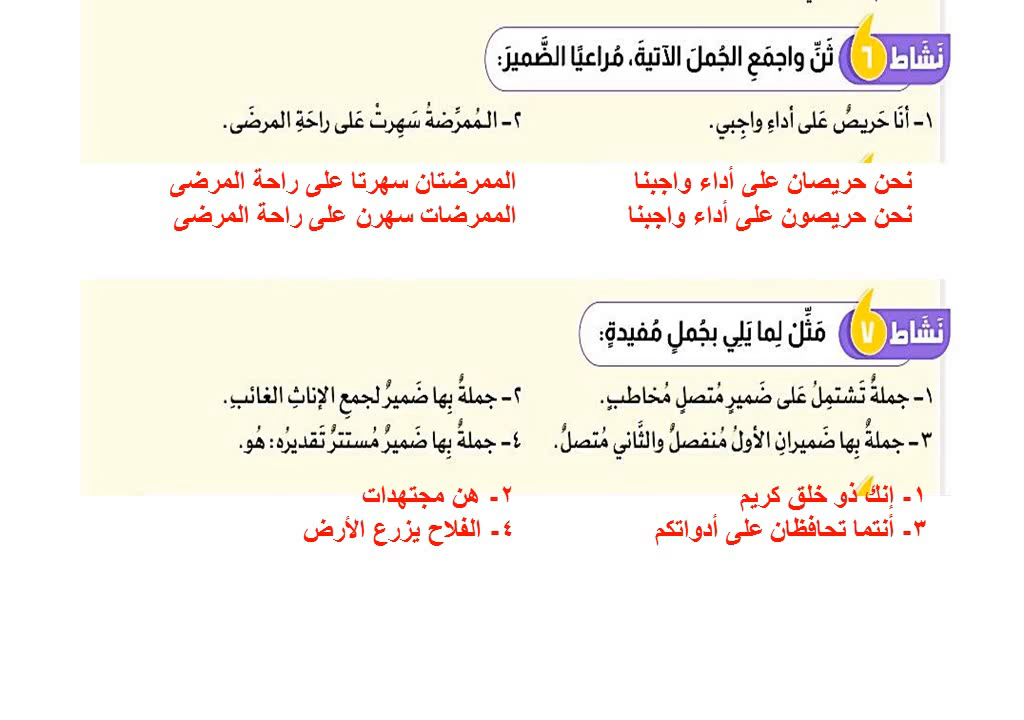 نَشَاط ٦ ثَنِّ واجمَعِ الجُملَ الآتيةَ، مُراعيًا الضَّميرَ:
١- أنَا حَريصٌ عَلى أداءِ واجِبي. ٢- الـمُمرِّضةُ سَهِرتْ عَلى راحَةِ المرضَى.
نحن حريصان على أداء واجبنا الممرضتان سهرتا على راحة المرضى
نحن حريصون على أداء واجبنا الممرضات سهرن على راحة المرضى
نَشَاط ٧ مَثِّلْ لِما يَلِي بجُملٍ مُفيدةٍ:
١- جملةٌ تَشتمِلُ عَلى ضَميرٍ مُتصلٍ مُخاطبٍ. ٢- جملةٌ بِها ضَميرٌ لجمعِ الإناثِ الغائبِ.
٣- جملةٌ بِها ضَميرانِ الأولُ مُنفصلٌ والثَّاني مُتصلٌ. ٤- جملةٌ بِها ضَميرٌ مُستترٌ تَقديرُه: هُو.
١- إنك ذو خلق كريم ٢- هن مجتهدات
٣- أنتما تحافظان على أدواتكم ٤- الفلاح يزرع الأرض